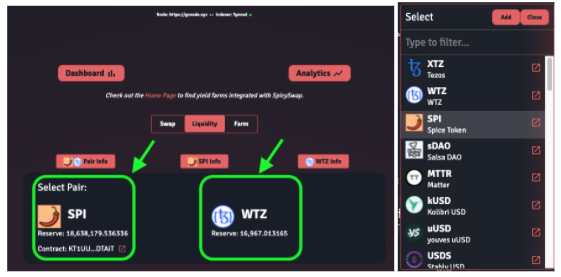 Node: https://groode.xyz -- Indexer: Synced
Dashboard
Analytics
Check out the Home Page to find yield farms integrated with SpicySwap.
Swap
Liquidity
Farm
Pair Info
SPI Info
WTZ Info
Select Pair:
SPI
Reserve: 18,638,179.536336
Contract: KT1UU...DTAiT
WTZ
Reserve: 16,967.013165
Select
Add
Close
Type to filter...
XTZ
Tezos
WTZ
WTZ
SPI
Spice Token
sDAO
Salsa DAO
MTTR
Matter
kUSD
Kolibri USD
uUSD
youves uUSD
USDS
Stably USD